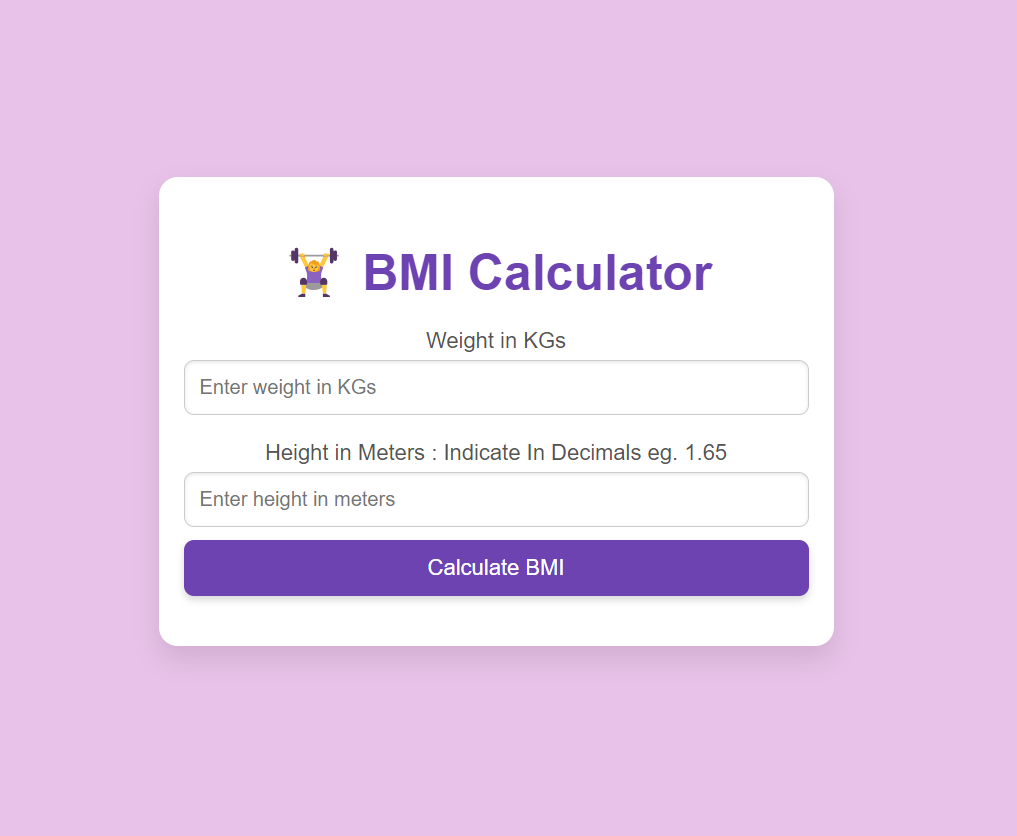 BMI Calculator
Weight in KGs
Enter weight in KGs
Height in Meters : Indicate In Decimals eg. 1.65
Enter height in meters
Calculate BMI